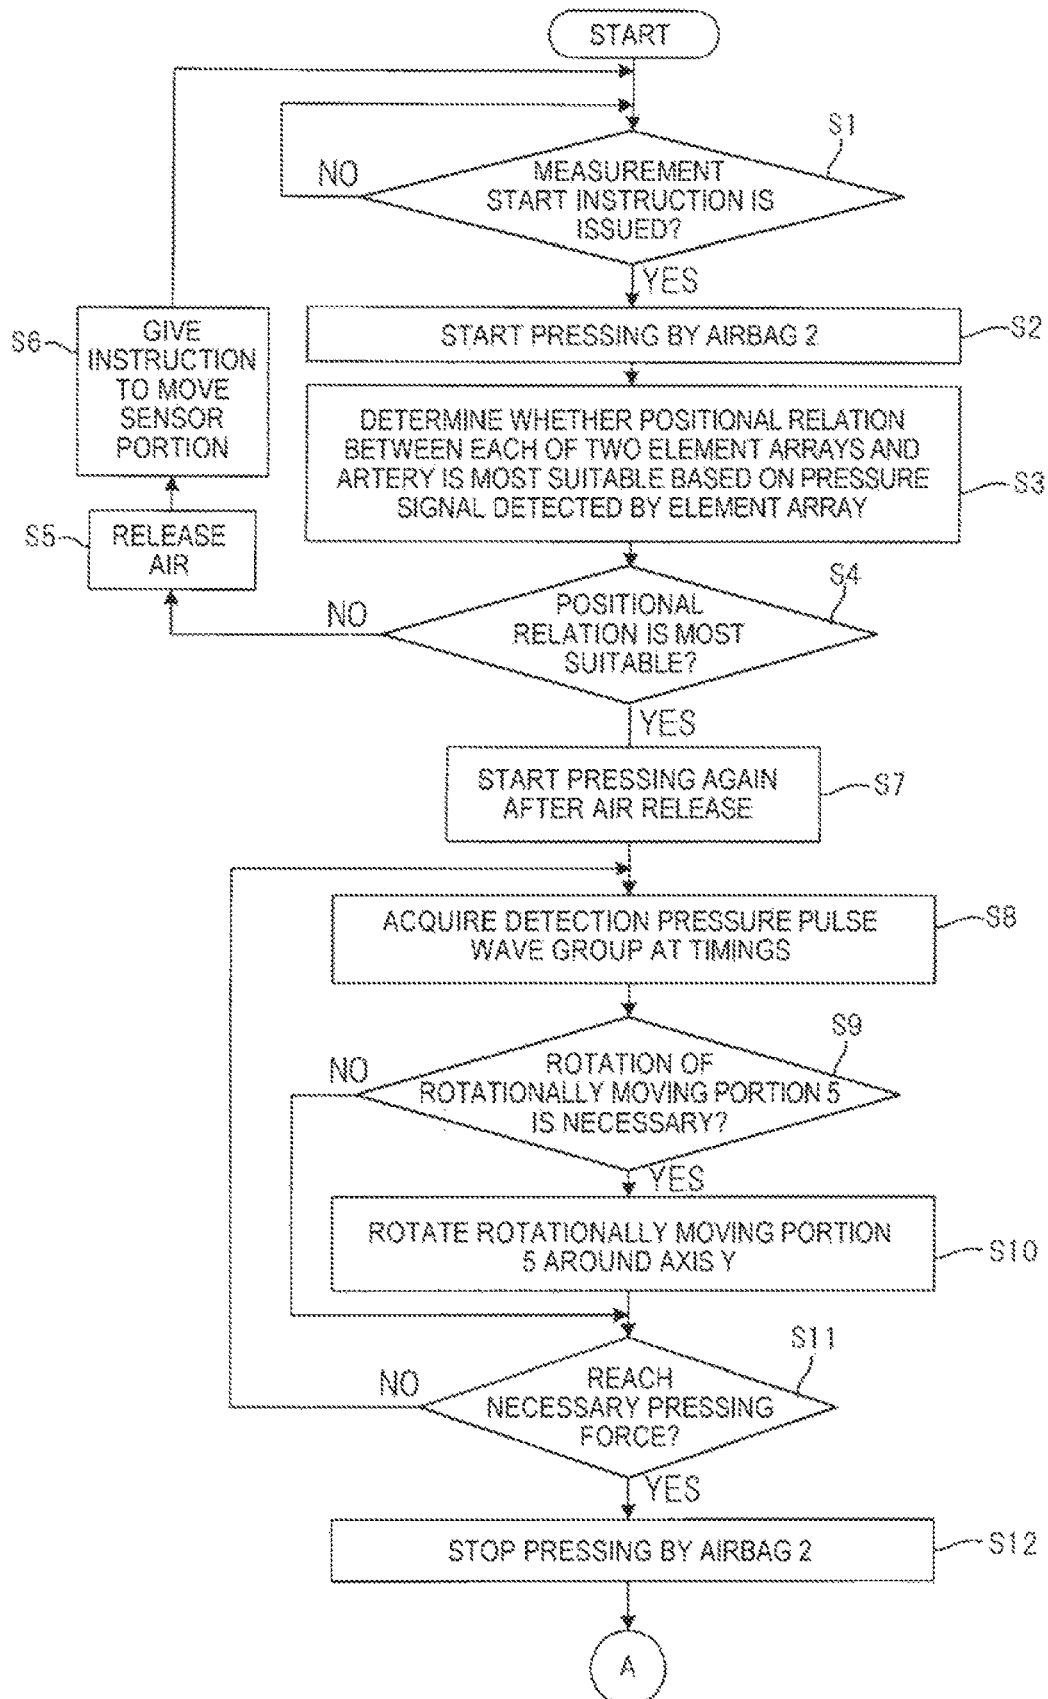 START
S1
NO
MEASUREMENT
START INSTRUCTION IS
ISSUED?
YES
S2
START PRESSING BY AIRBAG 2
S6
GIVE
INSTRUCTION
TO MOVE
SENSOR
PORTION
DETERMINE WHETHER POSITIONAL RELATION
BETWEEN EACH OF TWO ELEMENT ARRAYS AND
ARTERY IS MOST SUITABLE BASED ON PRESSURE
SIGNAL DETECTED BY ELEMENT ARRAY
S3
S5
RELEASE
AIR
S4
NO
POSITIONAL
RELATION IS MOST
SUITABLE?
YES
START PRESSING AGAIN
AFTER AIR RELEASE
S7
ACQUIRE DETECTION PRESSURE PULSE
WAVE GROUP AT TIMINGS
S8
S9
NO
ROTATION OF
ROTATIONALLY MOVING PORTION 5
IS NECESSARY?
YES
ROTATE ROTATIONALLY MOVING PORTION
5 AROUND AXIS Y
S10
S11
NO
REACH
NECESSARY PRESSING
FORCE?
YES
STOP PRESSING BY AIRBAG 2
S12
A